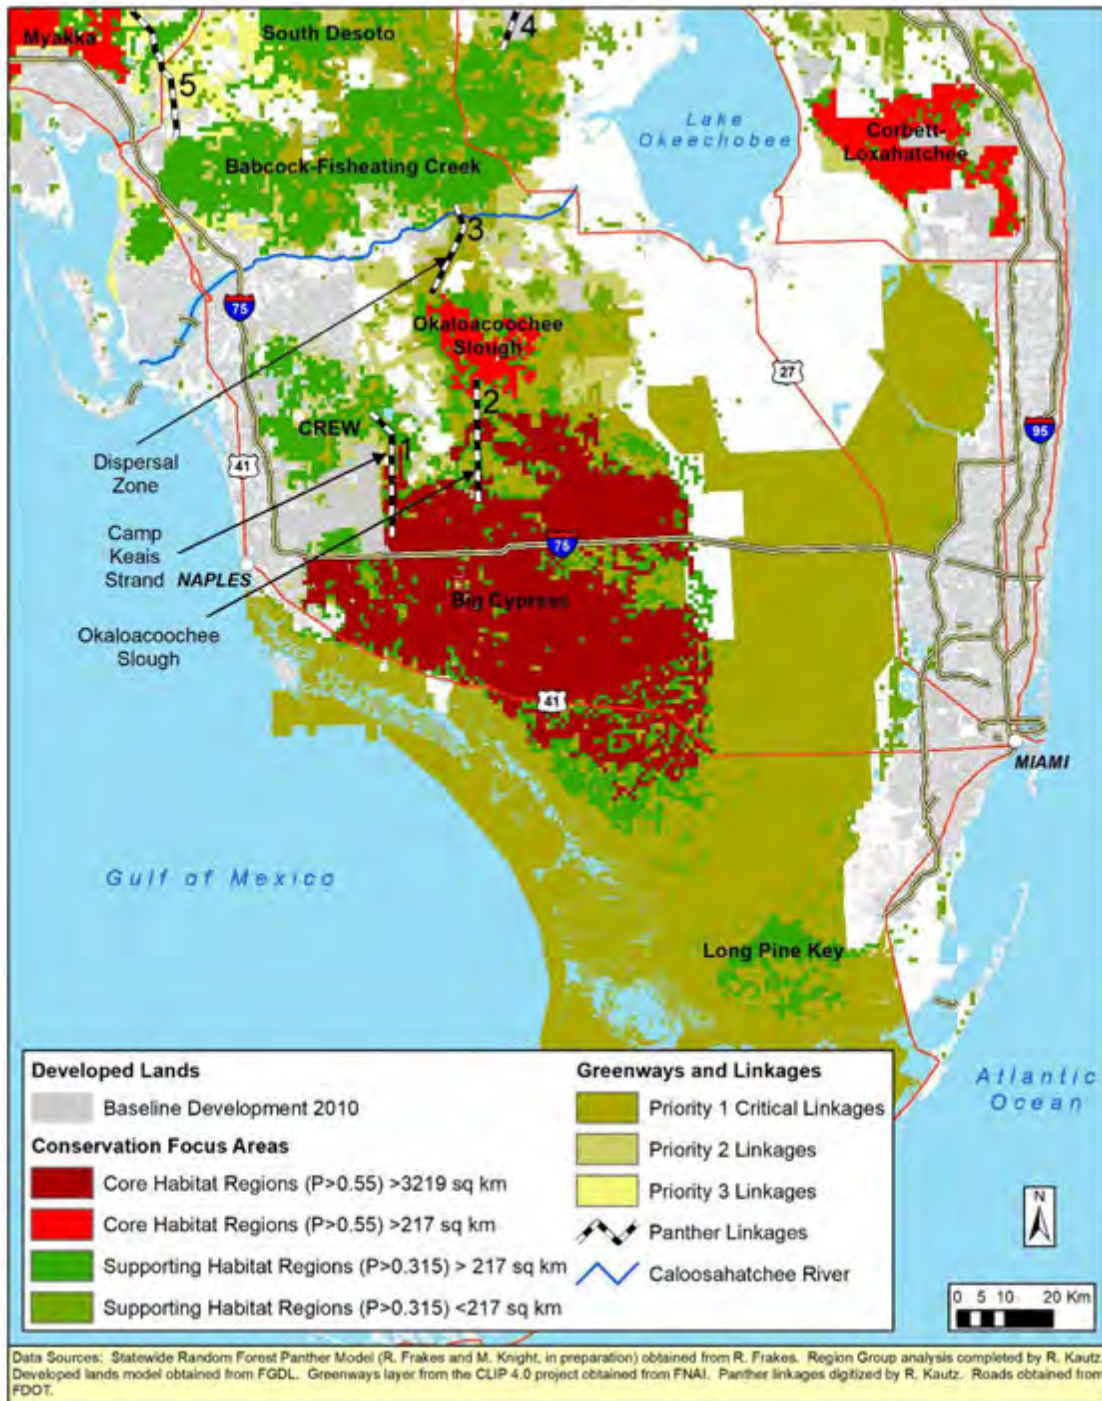 Myakka
South Desoto
4
5
Lake
Okeechobee
Corbett-
Loxahatchee
Babcock-Fisheating Creek
3
75
Okaloacoochee
Slough
27
2
CREW
1
95
41
Dispersal
Zone
Camp
Keais
Strand
75
NAPLES
Big Cypress
Okaloacoochee
Slough
41
MIAMI
Gulf of Mexico
Long Pine Key
Atlantic
Ocean
Developed Lands
Baseline Development 2010
Conservation Focus Areas
Core Habitat Regions (P>0.55) >3219 sq km
Core Habitat Regions (P>0.55) >217 sq km
Supporting Habitat Regions (P>0.315) > 217 sq km
Supporting Habitat Regions (P>0.315) <217 sq km
Greenways and Linkages
Priority 1 Critical Linkages
Priority 2 Linkages
Priority 3 Linkages
Panther Linkages
Caloosahatchee River
N
0 5 10 20 Km
Data Sources: Statewide Random Forest Panther Model (R. Frakes and M. Knight, in preparation) obtained from R. Frakes. Region Group analysis completed by R. Kautz.
Developed lands model obtained from FGDL. Greenways layer from the CLIP 4.0 project obtained from FNAI. Panther linkages digitized by R. Kautz. Roads obtained from
FDOT.